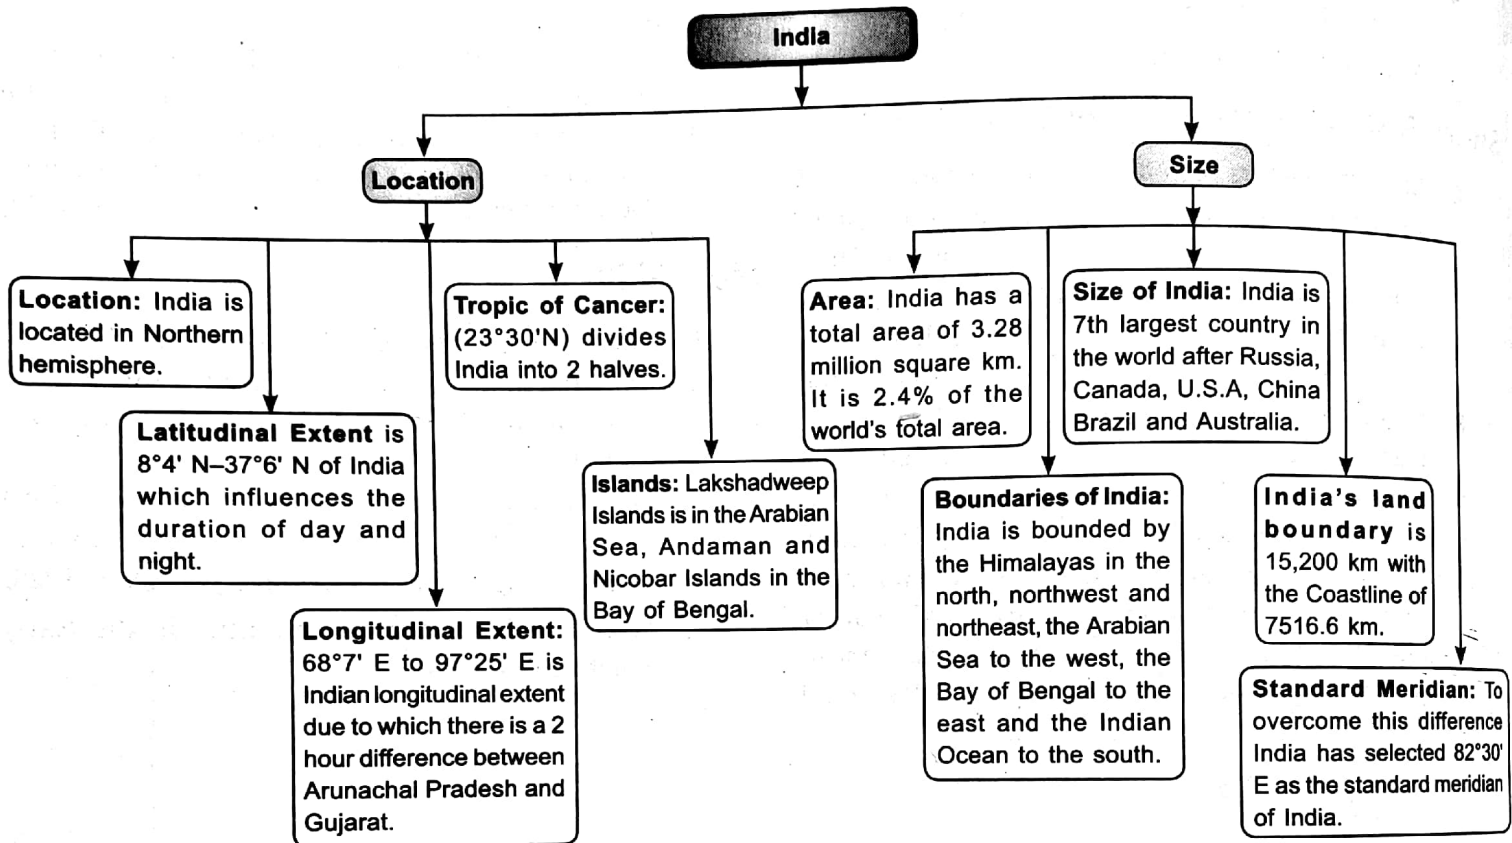 India
Location
Size
Location: India is
located in Northern
hemisphere.
Latitudinal Extent is
8°4' N–37°6' N of India
which influences the
duration of day and
night.
Longitudinal Extent:
68°7' E to 97°25' E is
Indian longitudinal extent
due to which there is a 2
hour difference between
Arunachal Pradesh and
Gujarat.
Tropic of Cancer:
(23°30'N) divides
India into 2 halves.
Islands: Lakshadweep
Islands is in the Arabian
Sea, Andaman and
Nicobar Islands in the
Bay of Bengal.
Area: India has a
total area of 3.28
million square km.
It is 2.4% of the
world's total area.
Boundaries of India:
India is bounded by
the Himalayas in the
north, northwest and
northeast, the Arabian
Sea to the west, the
Bay of Bengal to the
east and the Indian
Ocean to the south.
Size of India: India is
7th largest country in
the world after Russia,
Canada, U.S.A, China
Brazil and Australia.
India's land
boundary is
15,200 km with
the Coastline of
7516.6 km.
Standard Meridian: To
overcome this difference
India has selected 82°30'
E as the standard meridian
of India.